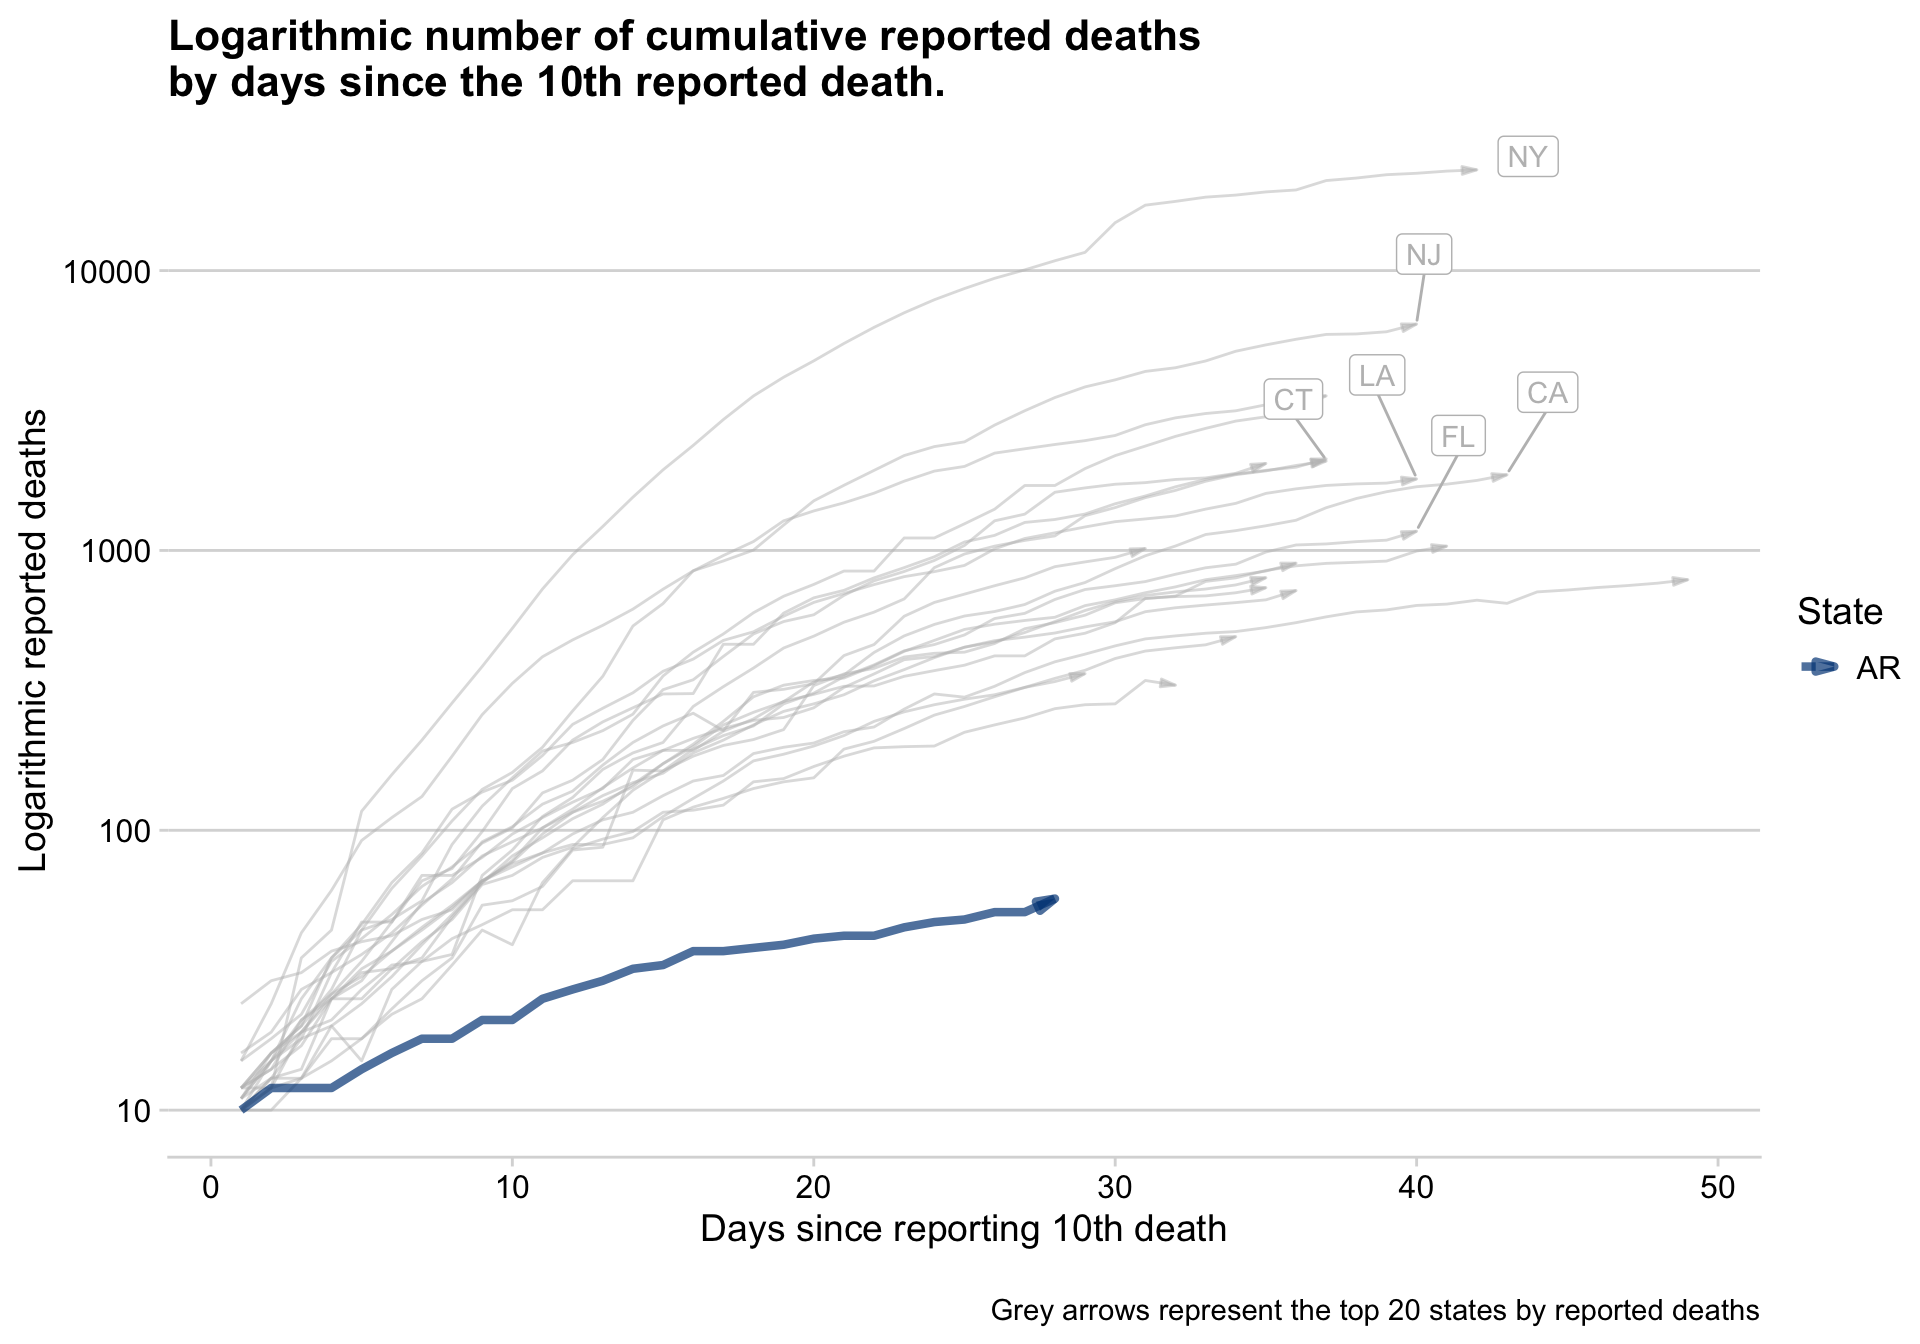 Logarithmic number of cumulative reported deaths
by days since the 10th reported death.
NY
NJ
LA
CT
CA
FL
10000
1000
100
10
Logarithmic reported deaths
0 10 20 30 40 50
Days since reporting 10th death
State
AR
Grey arrows represent the top 20 states by reported deaths